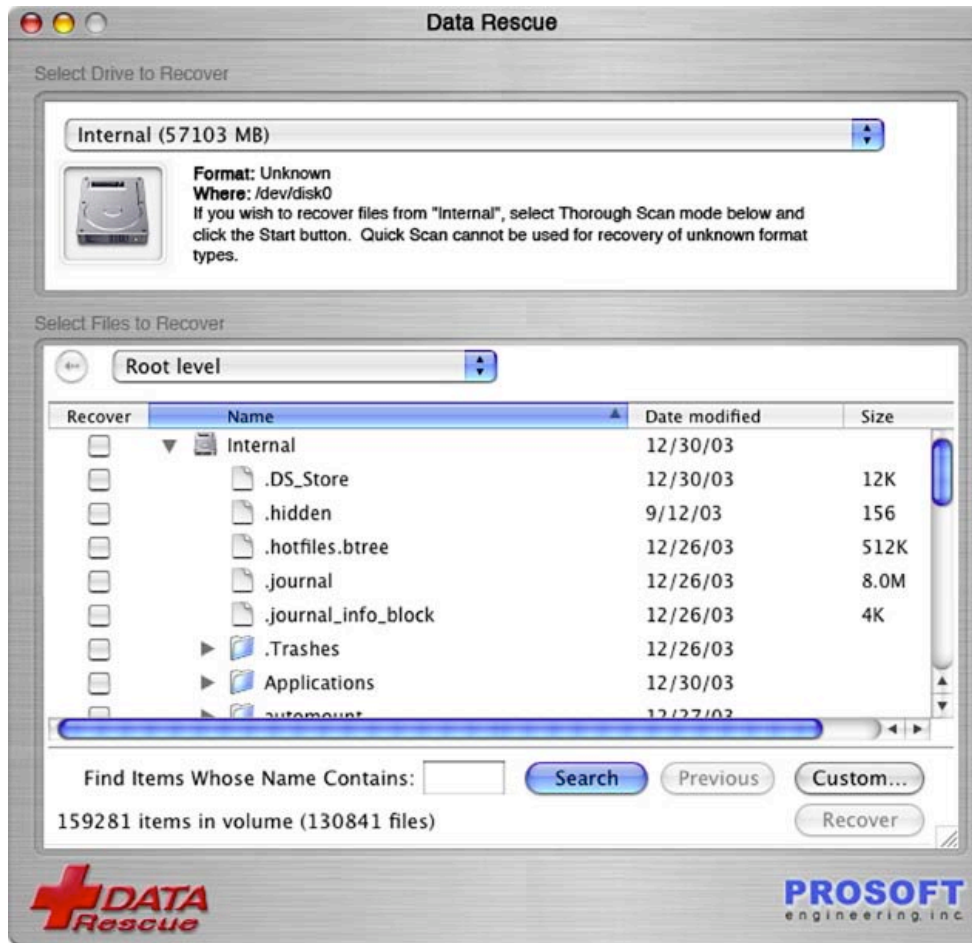 Data Rescue
Select Drive to Recover
Internal (57103 MB)
Format: Unknown
Where: /dev/disk0
If you wish to recover files from "Internal", select Thorough Scan mode below and
click the Start button. Quick Scan cannot be used for recovery of unknown format
types.
Select Files to Recover
Root level
Recover Name Date modified Size
Internal 12/30/03
.DS_Store 12/30/03 12K
.hidden 9/12/03 156
.hotfiles.btree 12/26/03 512K
.journal 12/26/03 8.0M
.journal_info_block 12/26/03 4K
.Trashes 12/26/03
Applications 12/30/03
automount 12/27/03
Find Items Whose Name Contains: Search Previous Custom...
159281 items in volume (130841 files) Recover
DATA Rescue
PROSOFT
engineering, inc